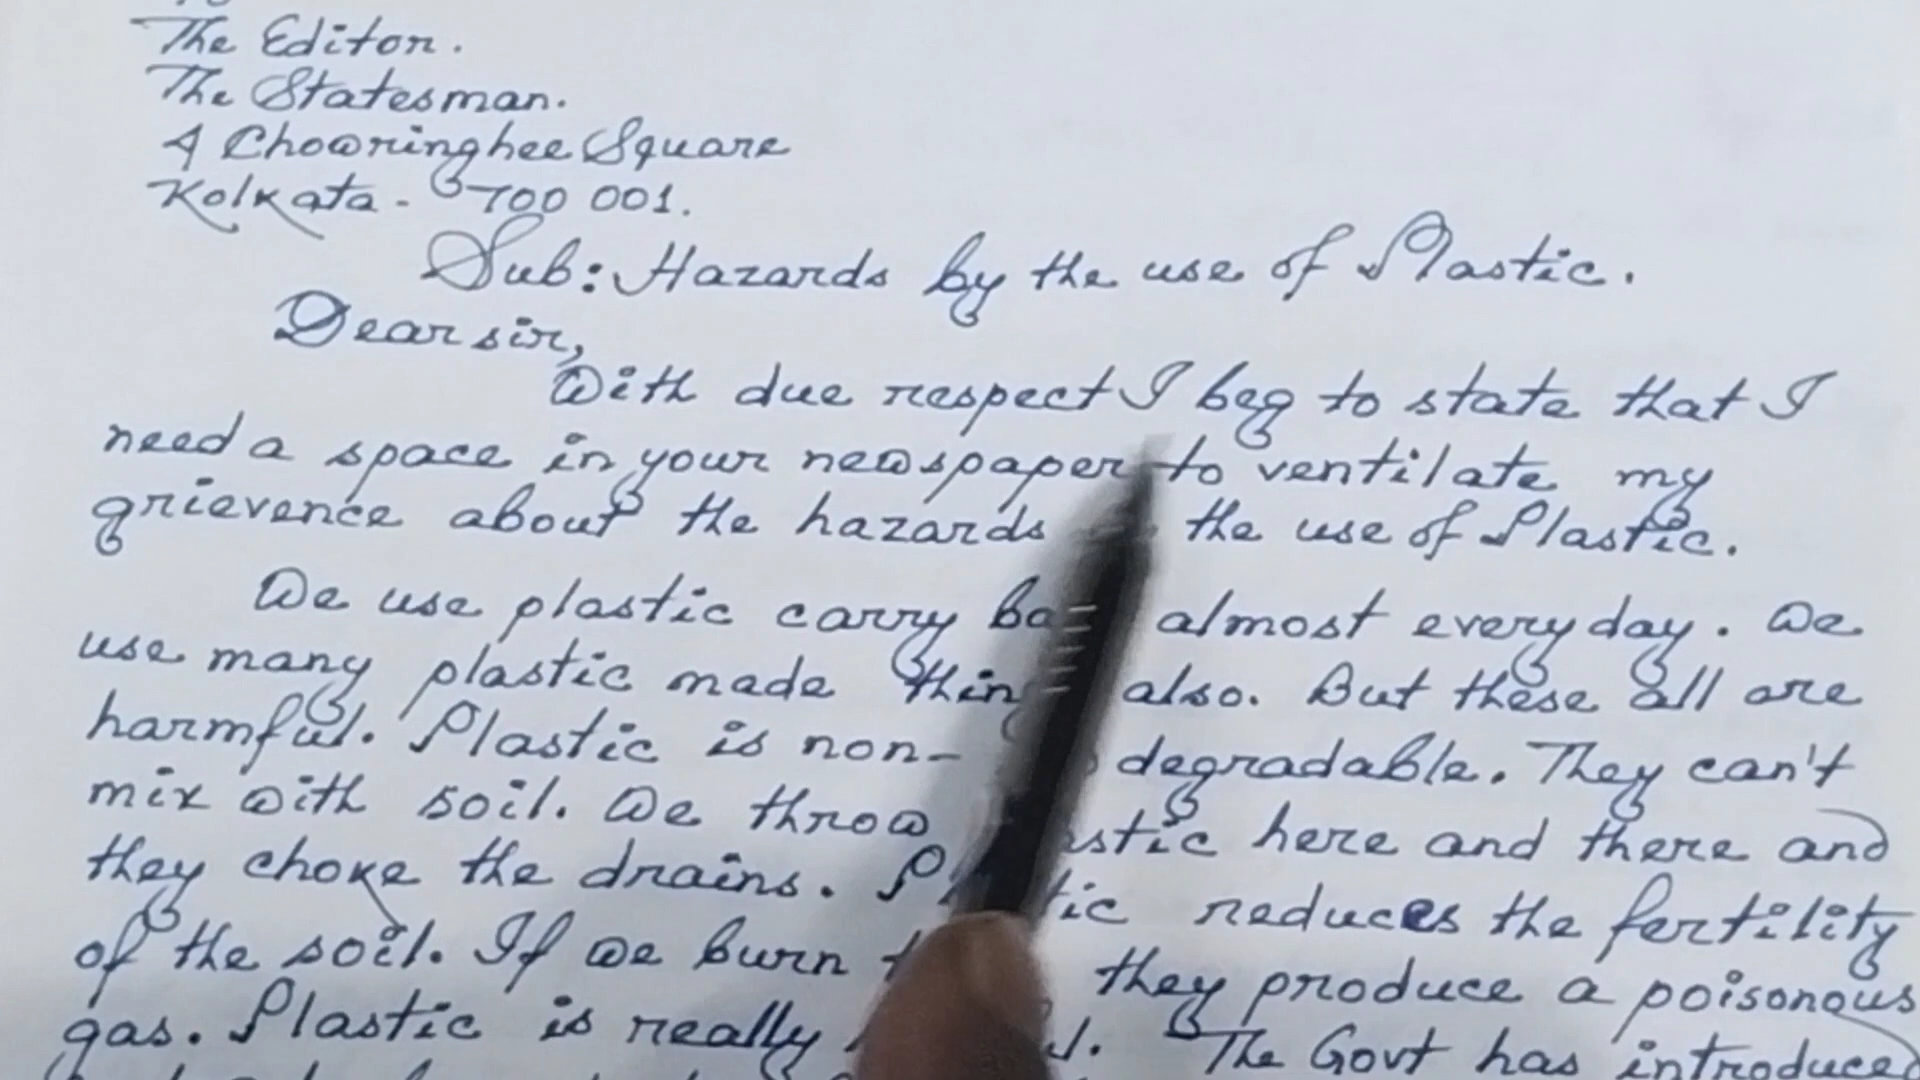 The Editor.
The Statesman.
4 Chowringhee Square
Kolkata - 700 001.
Sub: Hazards by the use of Plastic.
Dear sir,
With due respect I beg to state that I
need a space in your newspaper to ventilate my
grievence about the hazards the use of Plastic.
We use plastic carry almost everyday. We
use many plastic made also. But these all are
harmful. Plastic is non- degradable. They can't
mix with soil. We throw here and there and
they choke the drains. reduces the fertility
of the soil. If we burn they produce a poisonous
gas. Plastic is really The Govt has introduced